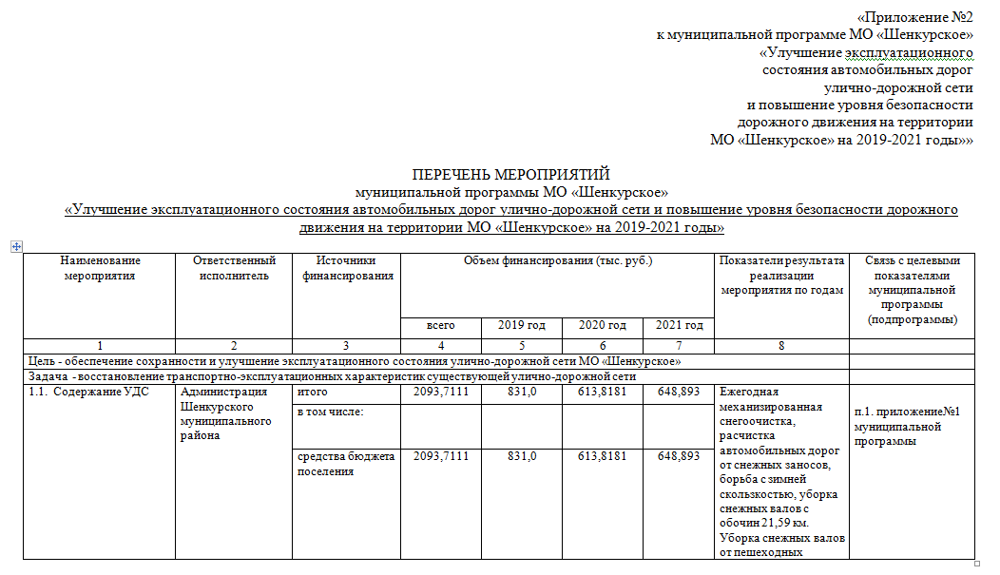 «Приложение №2
к муниципальной программе МО «Шенкурское»
«Улучшение эксплуатационного
состояния автомобильных дорог
улично-дорожной сети
и повышение уровня безопасности
дорожного движения на территории
МО «Шенкурское» на 2019-2021 годы»»
ПЕРЕЧЕНЬ МЕРОПРИЯТИЙ
муниципальной программы МО «Шенкурское»
«Улучшение эксплуатационного состояния автомобильных дорог улично-дорожной сети и повышение уровня безопасности дорожного
движения на территории МО «Шенкурское» на 2019-2021 годы»
Наименование
мероприятия
Ответственный
исполнитель
Источники
финансирования
Объем финансирования (тыс. руб.)
Показатели результата
реализации
мероприятия по годам
Связь с целевыми
показателями
муниципальной
программы
(подпрограммы)
всего
2019 год
2020 год
2021 год
1
2
3
4
5
6
7
8
Цель - обеспечение сохранности и улучшение эксплуатационного состояния улично-дорожной сети МО «Шенкурское»
Задача - восстановление транспортно-эксплуатационных характеристик существующей улично-дорожной сети
1.1. Содержание УДС
Администрация
Шенкурского
муниципального
района
итого
2093,7111
831,0
613,8181
648,893
в том числе:
средства бюджета
поселения
2093,7111
831,0
613,8181
648,893
Ежегодная
механизированная
снегоочистка,
расчистка
автомобильных дорог
от снежных заносов,
борьба с зимней
скользкостью, уборка
снежных валов с
обочин 21,59 км.
Уборка снежных валов
от пешеходных
п.1. приложение№1
муниципальной
программы